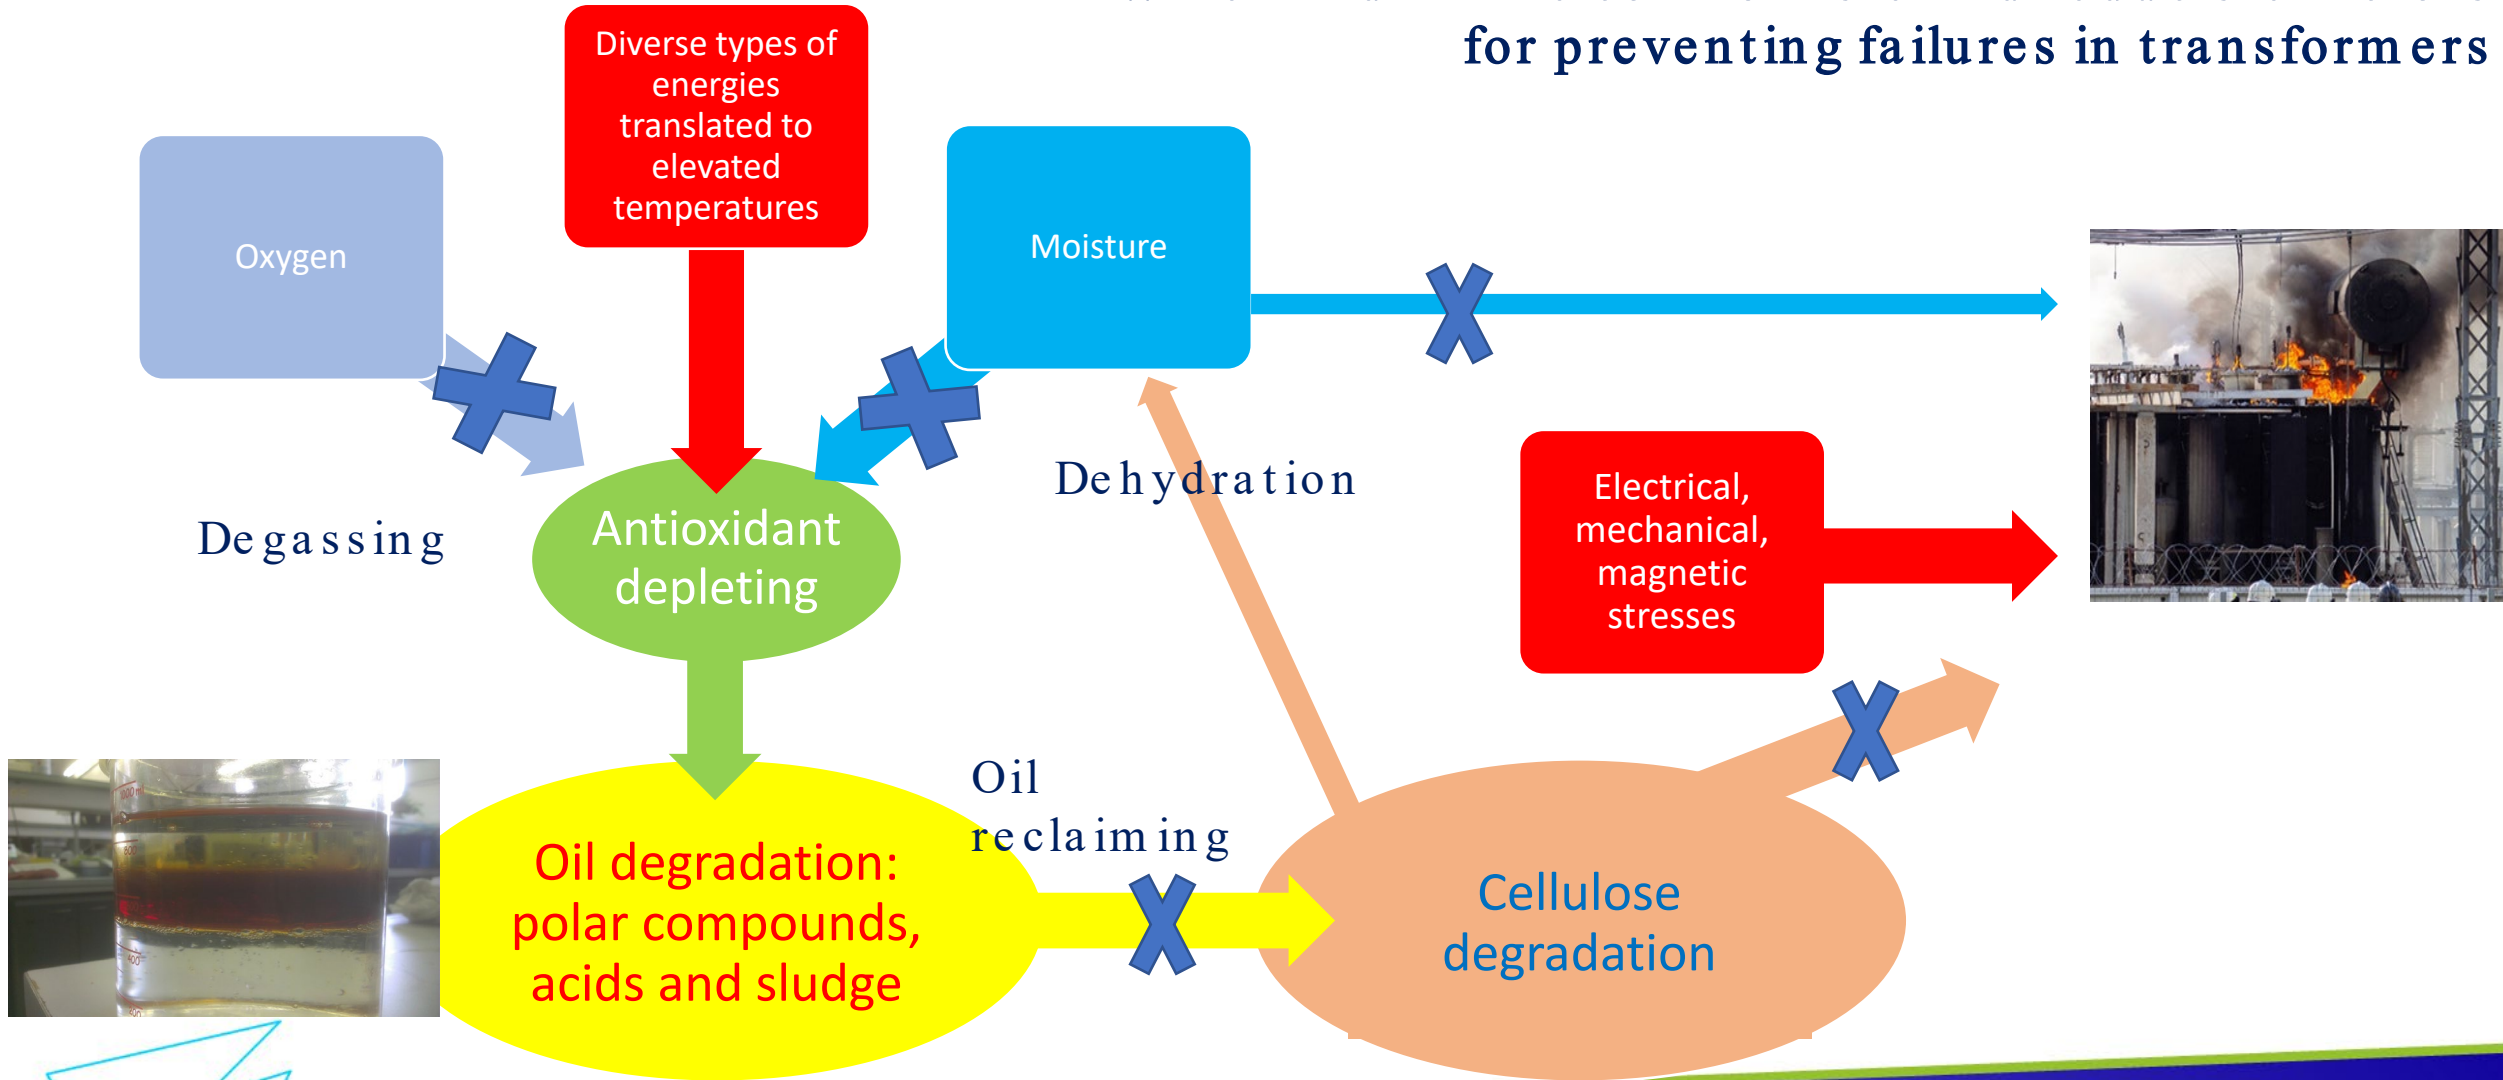 for preventing failures in transformers
Diverse types of
energies
translated to
elevated
temperatures
Oxygen
Moisture
Degassing
Dehydration
Antioxidant
depleting
Electrical,
mechanical,
magnetic
stresses
Oil
reclaiming
Oil degradation:
polar compounds,
acids and sludge
Cellulose
degradation